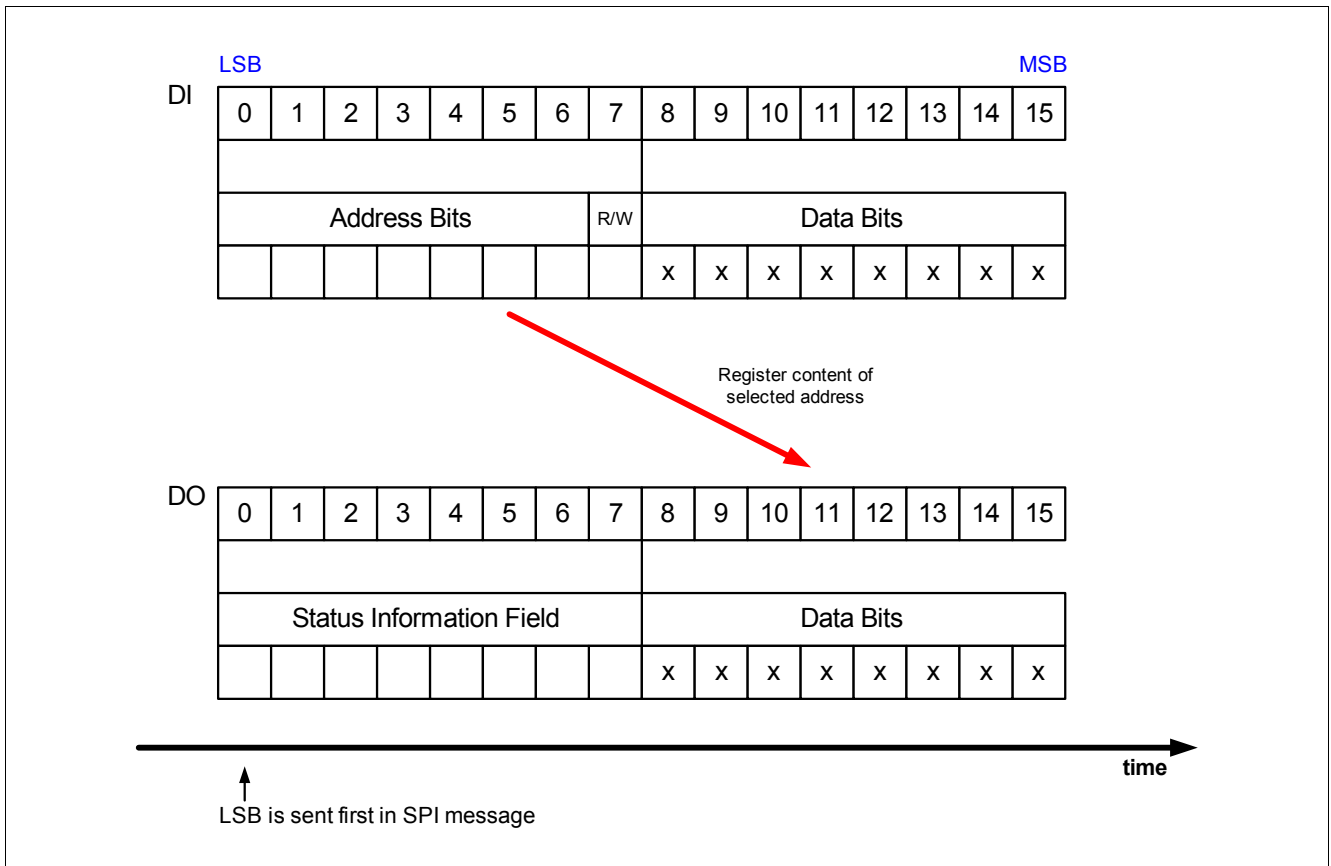 LSB MSB
DI
0 1 2 3 4 5 6 7 8 9 10 11 12 13 14 15
Address Bits R/W Data Bits
x x x x x x x x
Register content of
selected address
DO
0 1 2 3 4 5 6 7 8 9 10 11 12 13 14 15
Status Information Field Data Bits
x x x x x x x x
time
LSB is sent first in SPI message